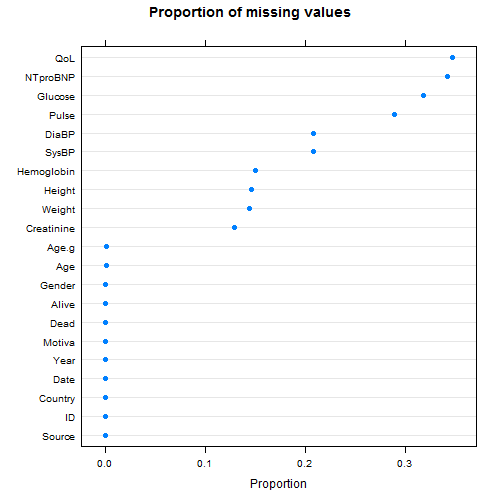 Proportion of missing values
QoL
NTproBNP
Glucose
Pulse
DiaBP
SysBP
Hemoglobin
Height
Weight
Creatinine
Age.g
Age
Gender
Alive
Dead
Motiva
Year
Date
Country
ID
Source
0.0 0.1 0.2 0.3
Proportion